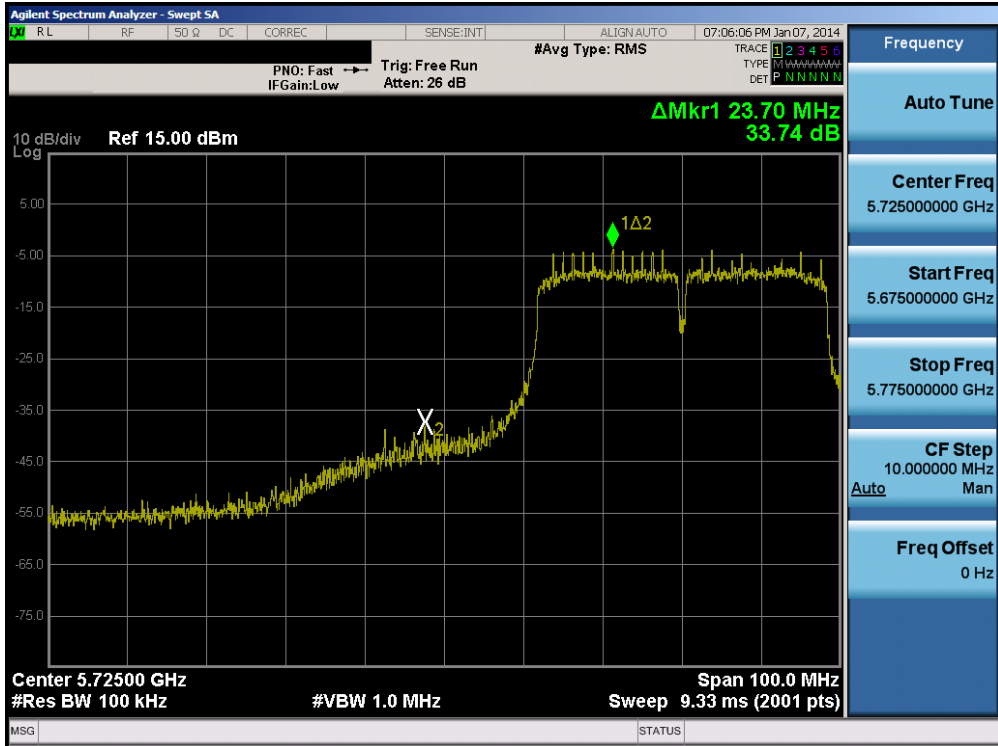 Agilent Spectrum Analyzer - Swept SA
LXI RL RF 50 Ω DC CORREC SENSE:INT ALIGN AUTO 07:06:06 PM Jan 07, 2014
PNO: Fast Trig: Free Run #Avg Type: RMS TRACE 1 2 3 4 5 6
IFGain:Low Atten: 26 dB TYPE M
DET P N N N N N
ΔMkr1 23.70 MHz
33.74 dB
10 dB/div Ref 15.00 dBm
Log
5.00
1Δ2
-5.00
-15.0
-25.0
-35.0
X2
-45.0
-55.0
-65.0
-75.0
Center 5.72500 GHz Span 100.0 MHz
#Res BW 100 kHz #VBW 1.0 MHz Sweep 9.33 ms (2001 pts)
MSG STATUS
Frequency
Auto Tune
Center Freq
5.725000000 GHz
Start Freq
5.675000000 GHz
Stop Freq
5.775000000 GHz
CF Step
10.000000 MHz
Auto Man
Freq Offset
0 Hz